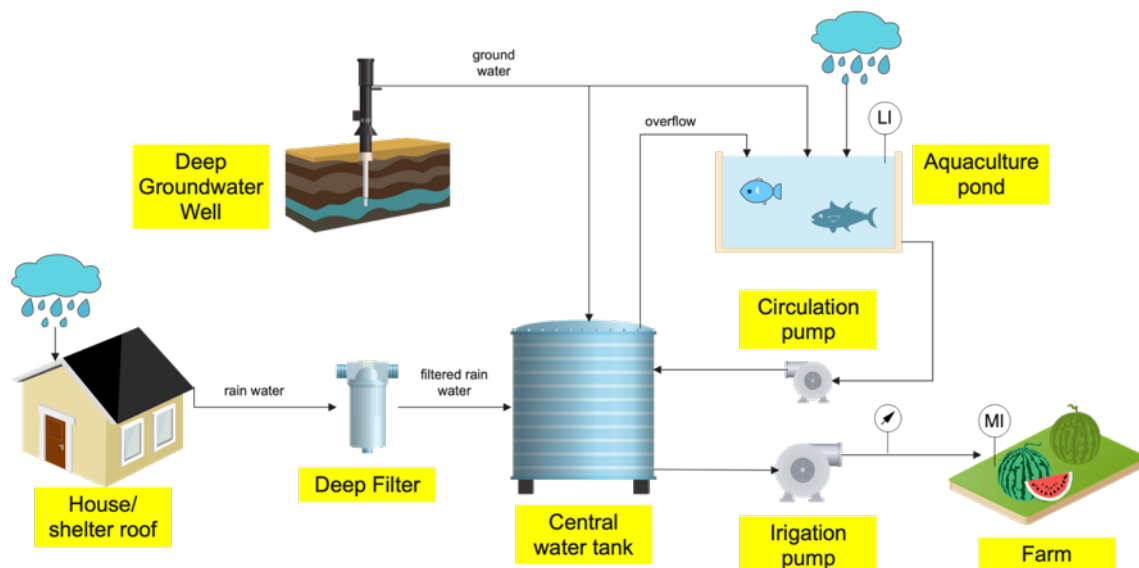 ground
water
overflow
LI
Deep
Groundwater
Well
Aquaculture
pond
Circulation
pump
rain water
filtered rain
water
MI
House/
shelter roof
Deep Filter
Central
water tank
Irigation
pump
Farm